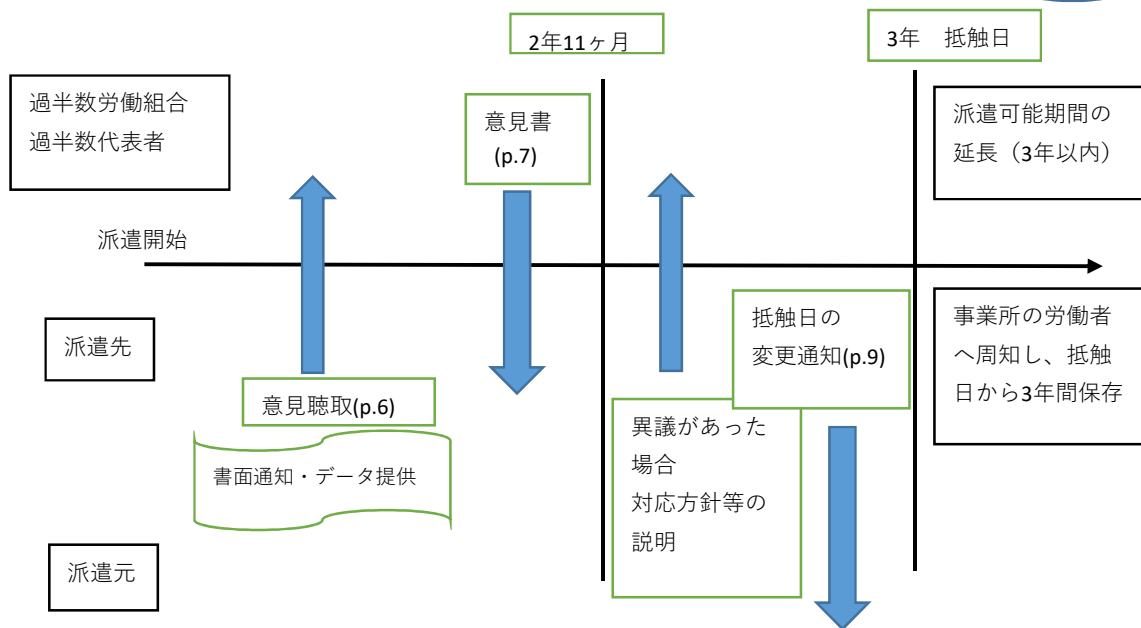 2年11ヶ月
3年　抵触日
過半数労働組合
過半数代表者
意見書
(p.7)
派遣可能期間の
延長（3年以内）
派遣開始
派遣先
意見聴取(p.6)
書面通知・データ提供
抵触日の
変更通知(p.9)
異議があった
場合
対応方針等の
説明
事業所の労働者
へ周知し、抵触
日から3年間保存
派遣元